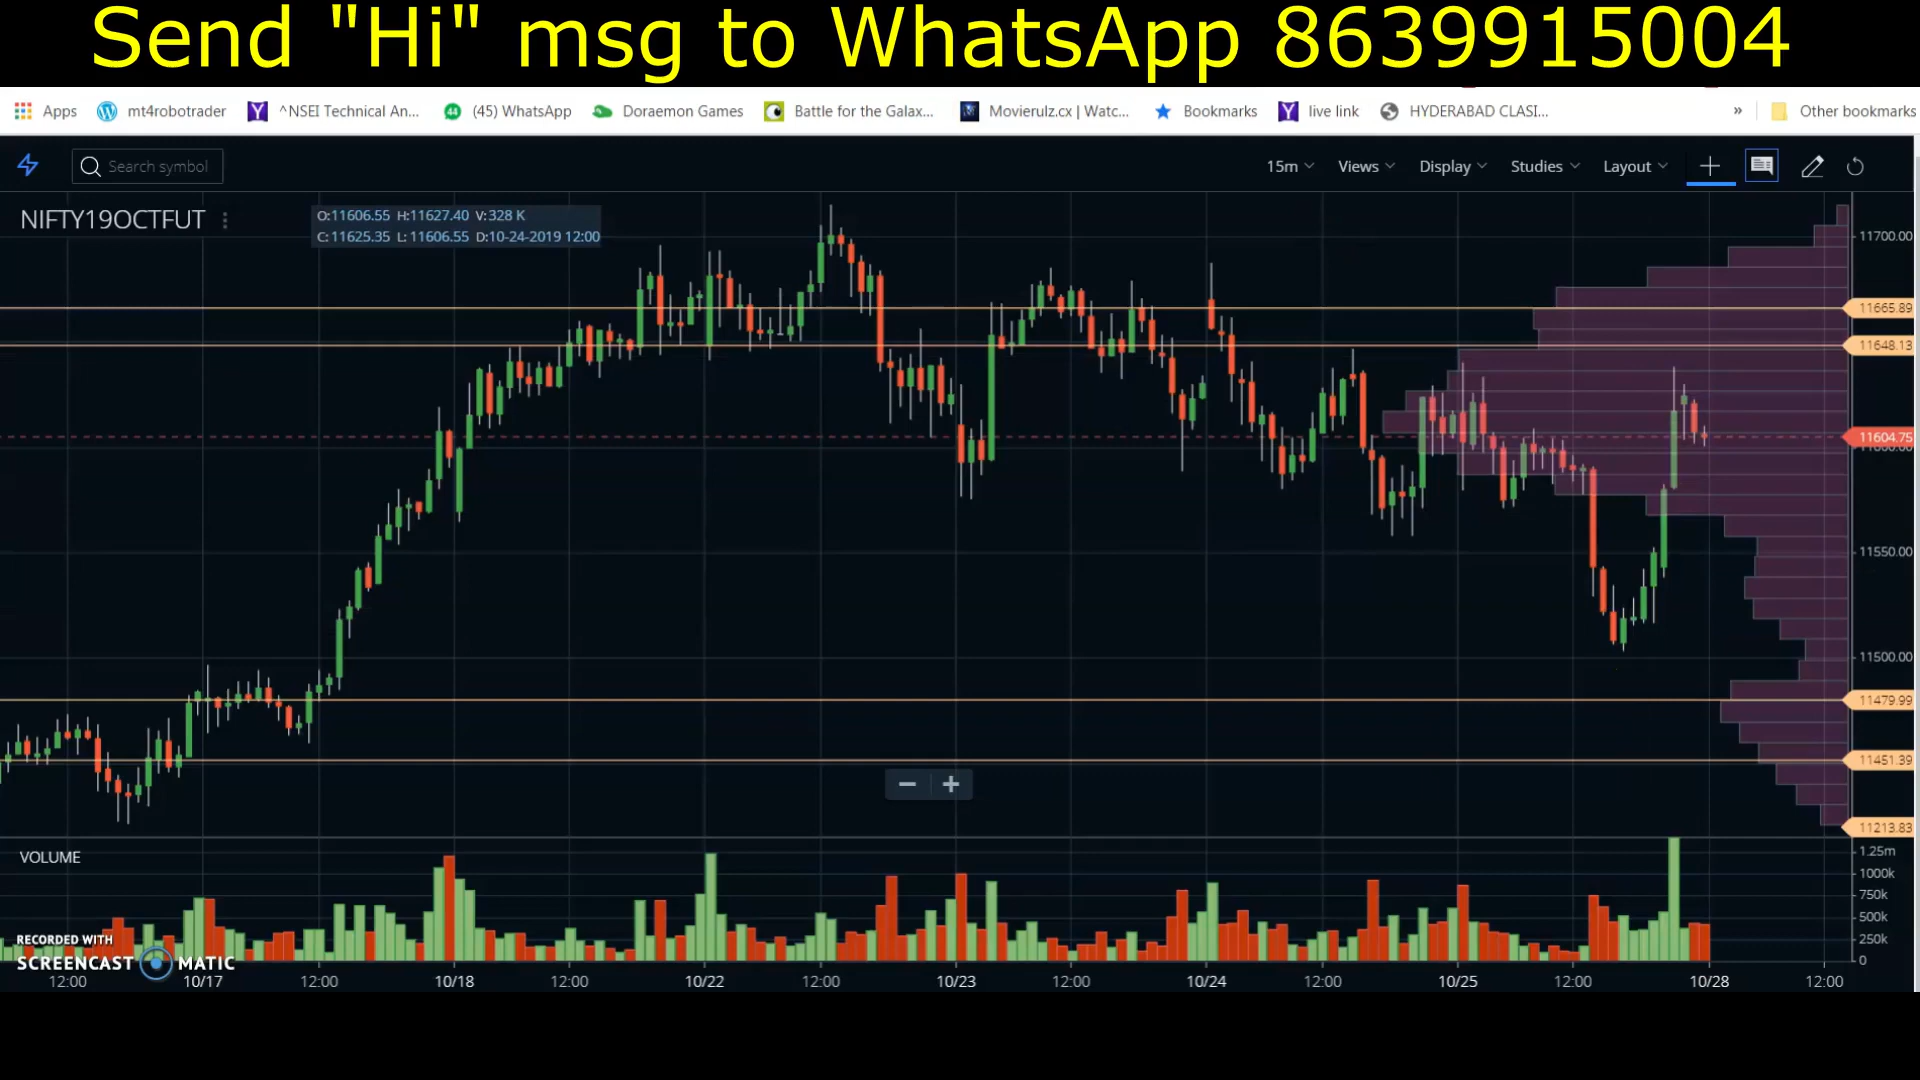 Send "Hi" msg to WhatsApp 8639915004
Apps mt4robotrader ^NSEI Technical An... (45) WhatsApp Doraemon Games Battle for the Galax... Movierulz.cx | Watc... Bookmarks live link HYDERABAD CLASI... » Other bookmarks
Search symbol 15m Views Display Studies Layout
NIFTY19OCTFUT
O:11606.55 H:11627.40 V:328 K
C:11625.35 L:11606.55 D:10-24-2019 12:00
11700.00
11665.89
11648.13
11604.75
11600.00
11550.00
11500.00
11479.99
11451.39
11213.83
VOLUME
1.25m
1000k
750k
500k
250k
0
RECORDED WITH
SCREENCAST MATIC
12:00 10/17 12:00 10/18 12:00 10/22 12:00 10/23 12:00 10/24 12:00 10/25 12:00 10/28 12:00